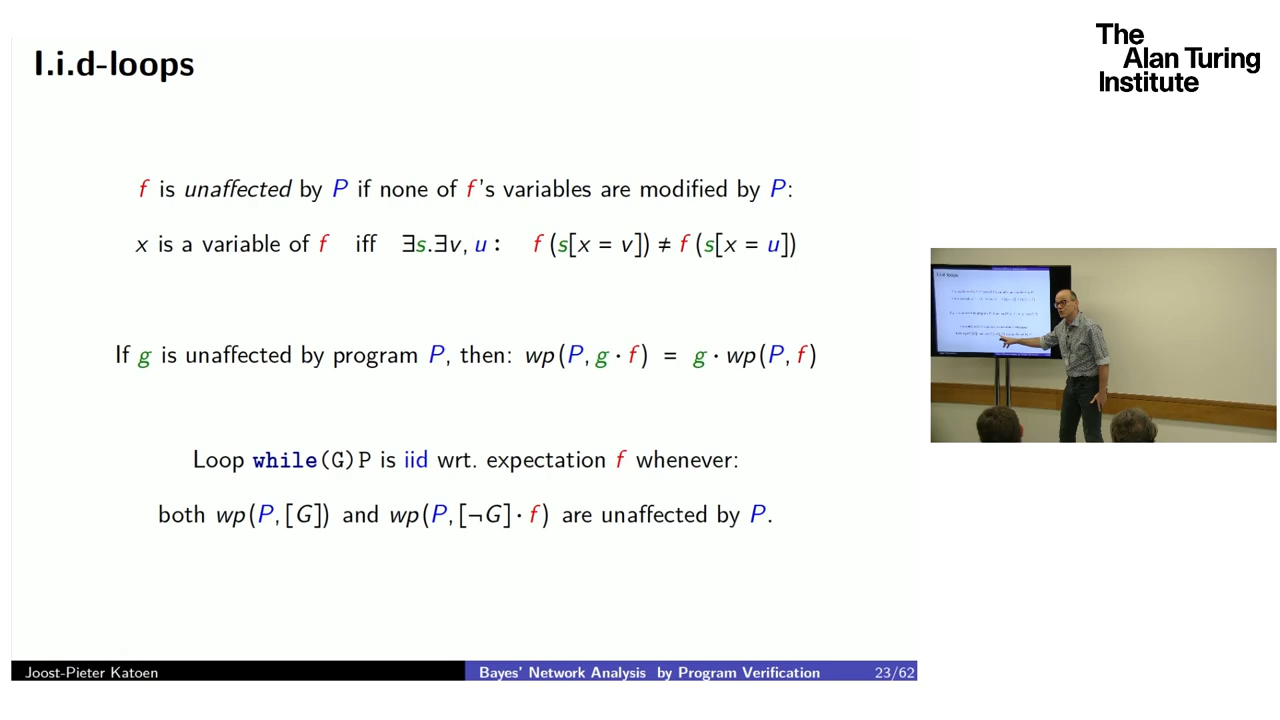 The
Alan Turing
Institute
I.i.d-loops
f is unaffected by P if none of f's variables are modified by P:
x is a variable of f iff ∃s.∃v, u : f (s[x = v]) ≠ f (s[x = u])
If g is unaffected by program P, then: wp(P, g · f) = g · wp(P, f)
Loop while(G)P is iid wrt. expectation f whenever:
both wp(P, [G]) and wp(P, [¬G] · f) are unaffected by P.
Joost-Pieter Katoen
Bayes' Network Analysis by Program Verification
23/62